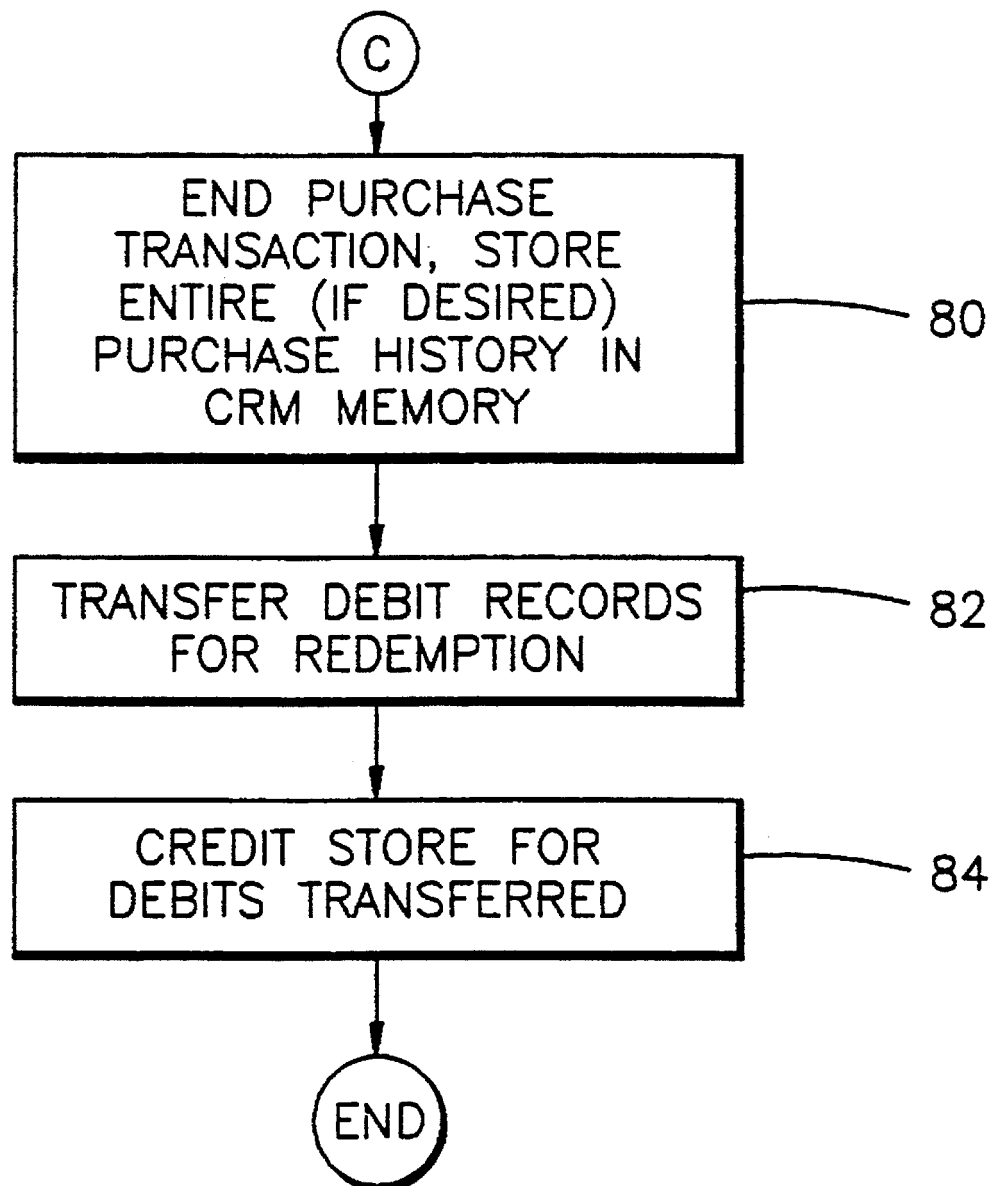 C
END PURCHASE
TRANSACTION, STORE
ENTIRE (IF DESIRED)
PURCHASE HISTORY IN
CRM MEMORY
80
TRANSFER DEBIT RECORDS
FOR REDEMPTION
82
CREDIT STORE FOR
DEBITS TRANSFERRED
84
END